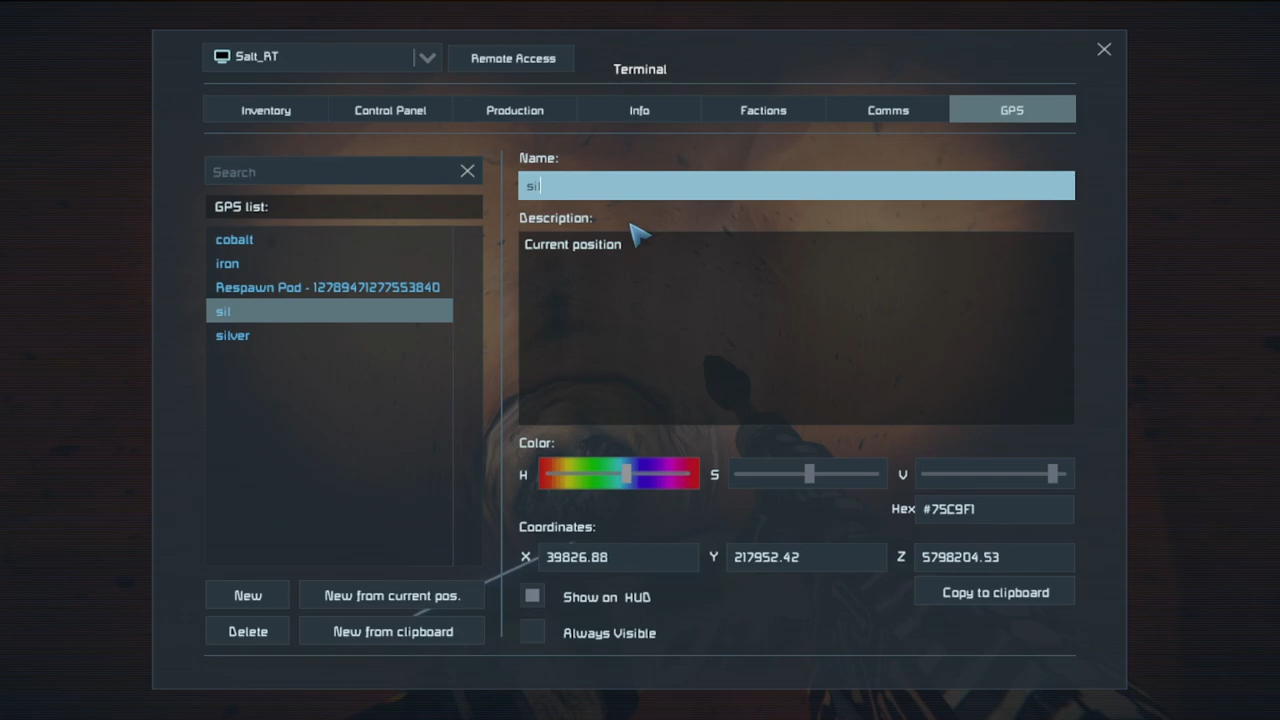 Salt_RT
Remote Access
Terminal
Inventory
Control Panel
Production
Info
Factions
Comms
GPS
Search
GPS list:
cobalt
iron
Respawn Pod - 12789471277553840
sil
silver
New
New from current pos.
Delete
New from clipboard
Name:
sil
Description:
Current position
Color:
H
S
V
Hex #75C9F1
Coordinates:
X 39826.88 Y 217952.42 Z 5798204.53
Show on HUD
Copy to clipboard
Always Visible